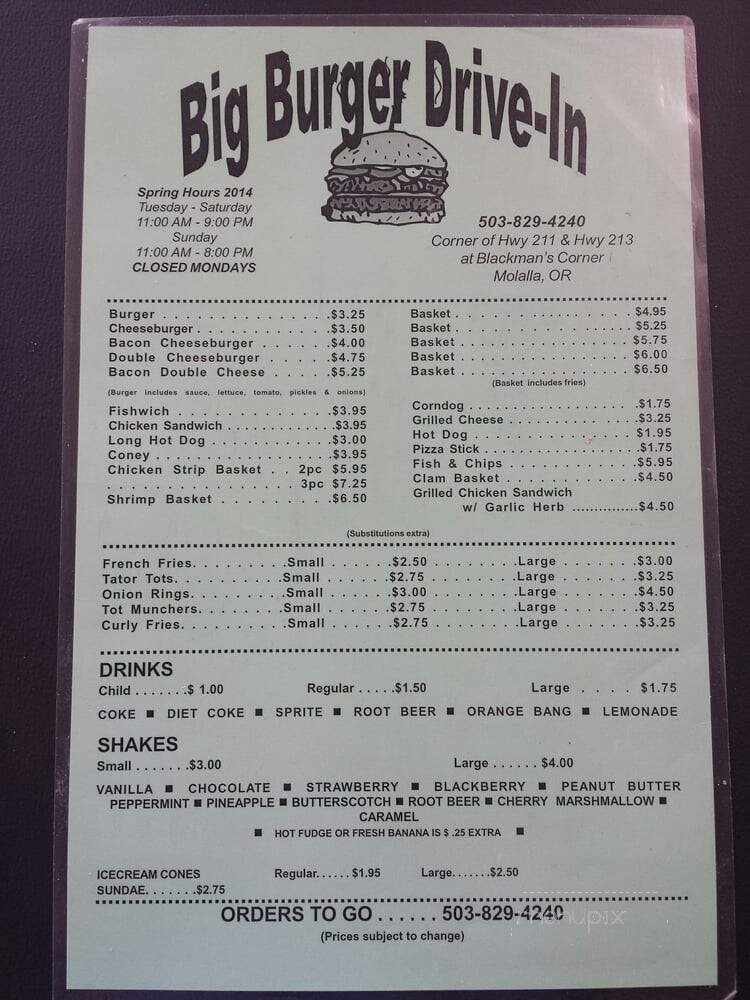 Big Burger Drive-In
Spring Hours 2014
Tuesday - Saturday
11:00 AM - 9:00 PM
Sunday
11:00 AM - 8:00 PM
CLOSED MONDAYS
503-829-4240
Corner of Hwy 211 & Hwy 213
at Blackman's Corner
Molalla, OR
Burger . . . . . . . . . . . . . . .$3.25
Cheeseburger . . . . . . . . . . . .$3.50
Bacon Cheeseburger . . . . . .$4.00
Double Cheeseburger . . . . .$4.75
Bacon Double Cheese . . . . .$5.25
(Burger includes sauce, lettuce, tomato, pickles & onions)
Basket . . . . . . . . . . . . . . . . $4.95
Basket . . . . . . . . . . . . . . . . $5.25
Basket . . . . . . . . . . . . . . . . $5.75
Basket . . . . . . . . . . . . . . . . $6.00
Basket . . . . . . . . . . . . . . . . $6.50
(Basket includes fries)
Fishwich . . . . . . . . . . . . .$3.95
Chicken Sandwich . . . . . . . . . . . . .$3.95
Long Hot Dog . . . . . . . . . .$3.00
Coney . . . . . . . . . . . . . . .$3.95
Chicken Strip Basket . . 2pc $5.95
. . . . . . . . . . . . . . . . 3pc $7.25
Shrimp Basket . . . . . . . . .$6.50
Corndog . . . . . . . . . . . . . . . . . .$1.75
Grilled Cheese . . . . . . . . . . . . .$3.25
Hot Dog . . . . . . . . . . . . . . . $1.95
Pizza Stick . . . . . . . . . . . . . . . . .$1.75
Fish & Chips . . . . . . . . . . . .$5.95
Clam Basket . . . . . . . . . . . .$4.50
Grilled Chicken Sandwich
w/ Garlic Herb ...............$4.50
(Substitutions extra)
French Fries. . . . . . . . .Small . . . . . .$2.50 . . . . . . . .Large . . . . . . .$3.00
Tator Tots. . . . . . . . . .Small . . . . . .$2.75 . . . . . . . .Large . . . . . . .$3.25
Onion Rings. . . . . . . . .Small . . . . . .$3.00 . . . . . . . .Large . . . . . . .$4.50
Tot Munchers. . . . . . . .Small . . . . . .$2.75 . . . . . . . .Large . . . . . . .$3.25
Curly Fries. . . . . . . . . .Small . . . . . .$2.75 . . . . . . . .Large . . . . . . .$3.25
DRINKS
Child . . . . . . .$ 1.00 Regular . . . . .$1.50 Large . . . . $1.75
COKE ■ DIET COKE ■ SPRITE ■ ROOT BEER ■ ORANGE BANG ■ LEMONADE
SHAKES
Small . . . . . . .$3.00 Large . . . . . . $4.00
VANILLA ■ CHOCOLATE ■ STRAWBERRY ■ BLACKBERRY ■ PEANUT BUTTER
PEPPERMINT ■ PINEAPPLE ■ BUTTERSCOTCH ■ ROOT BEER ■ CHERRY MARSHMALLOW ■
CARAMEL
■ HOT FUDGE OR FRESH BANANA IS $ .25 EXTRA ■
ICECREAM CONES Regular. . . . . . $1.95 Large. . . . . . .$2.50
SUNDAE. . . . . . .$2.75
ORDERS TO GO . . . . . . 503-829-4240
(Prices subject to change)
menupix